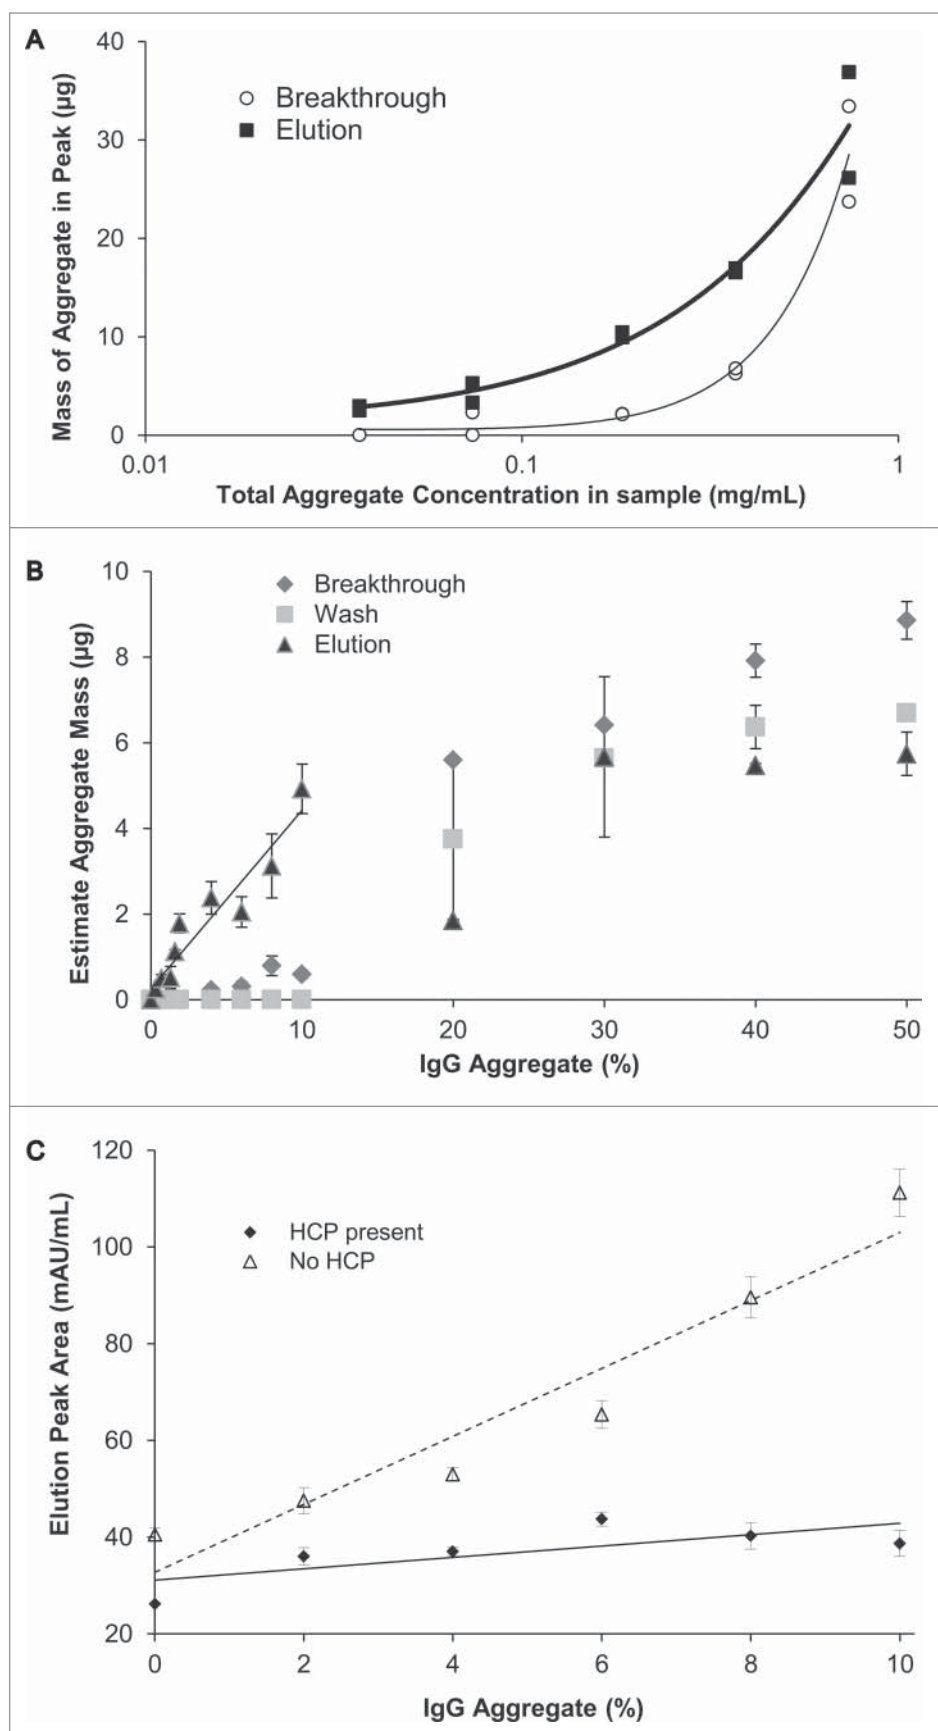 A
40
30
20
10
0
Mass of Aggregate in Peak (µg)
Breakthrough
Elution
0.01
0.1
1
Total Aggregate Concentration in sample (mg/mL)
B
10
8
6
4
2
0
Estimate Aggregate Mass (µg)
Breakthrough
Wash
Elution
0
10
20
30
40
50
IgG Aggregate (%)
C
120
100
80
60
40
20
Elution Peak Area (mAU/mL)
HCP present
No HCP
0
2
4
6
8
10
IgG Aggregate (%)